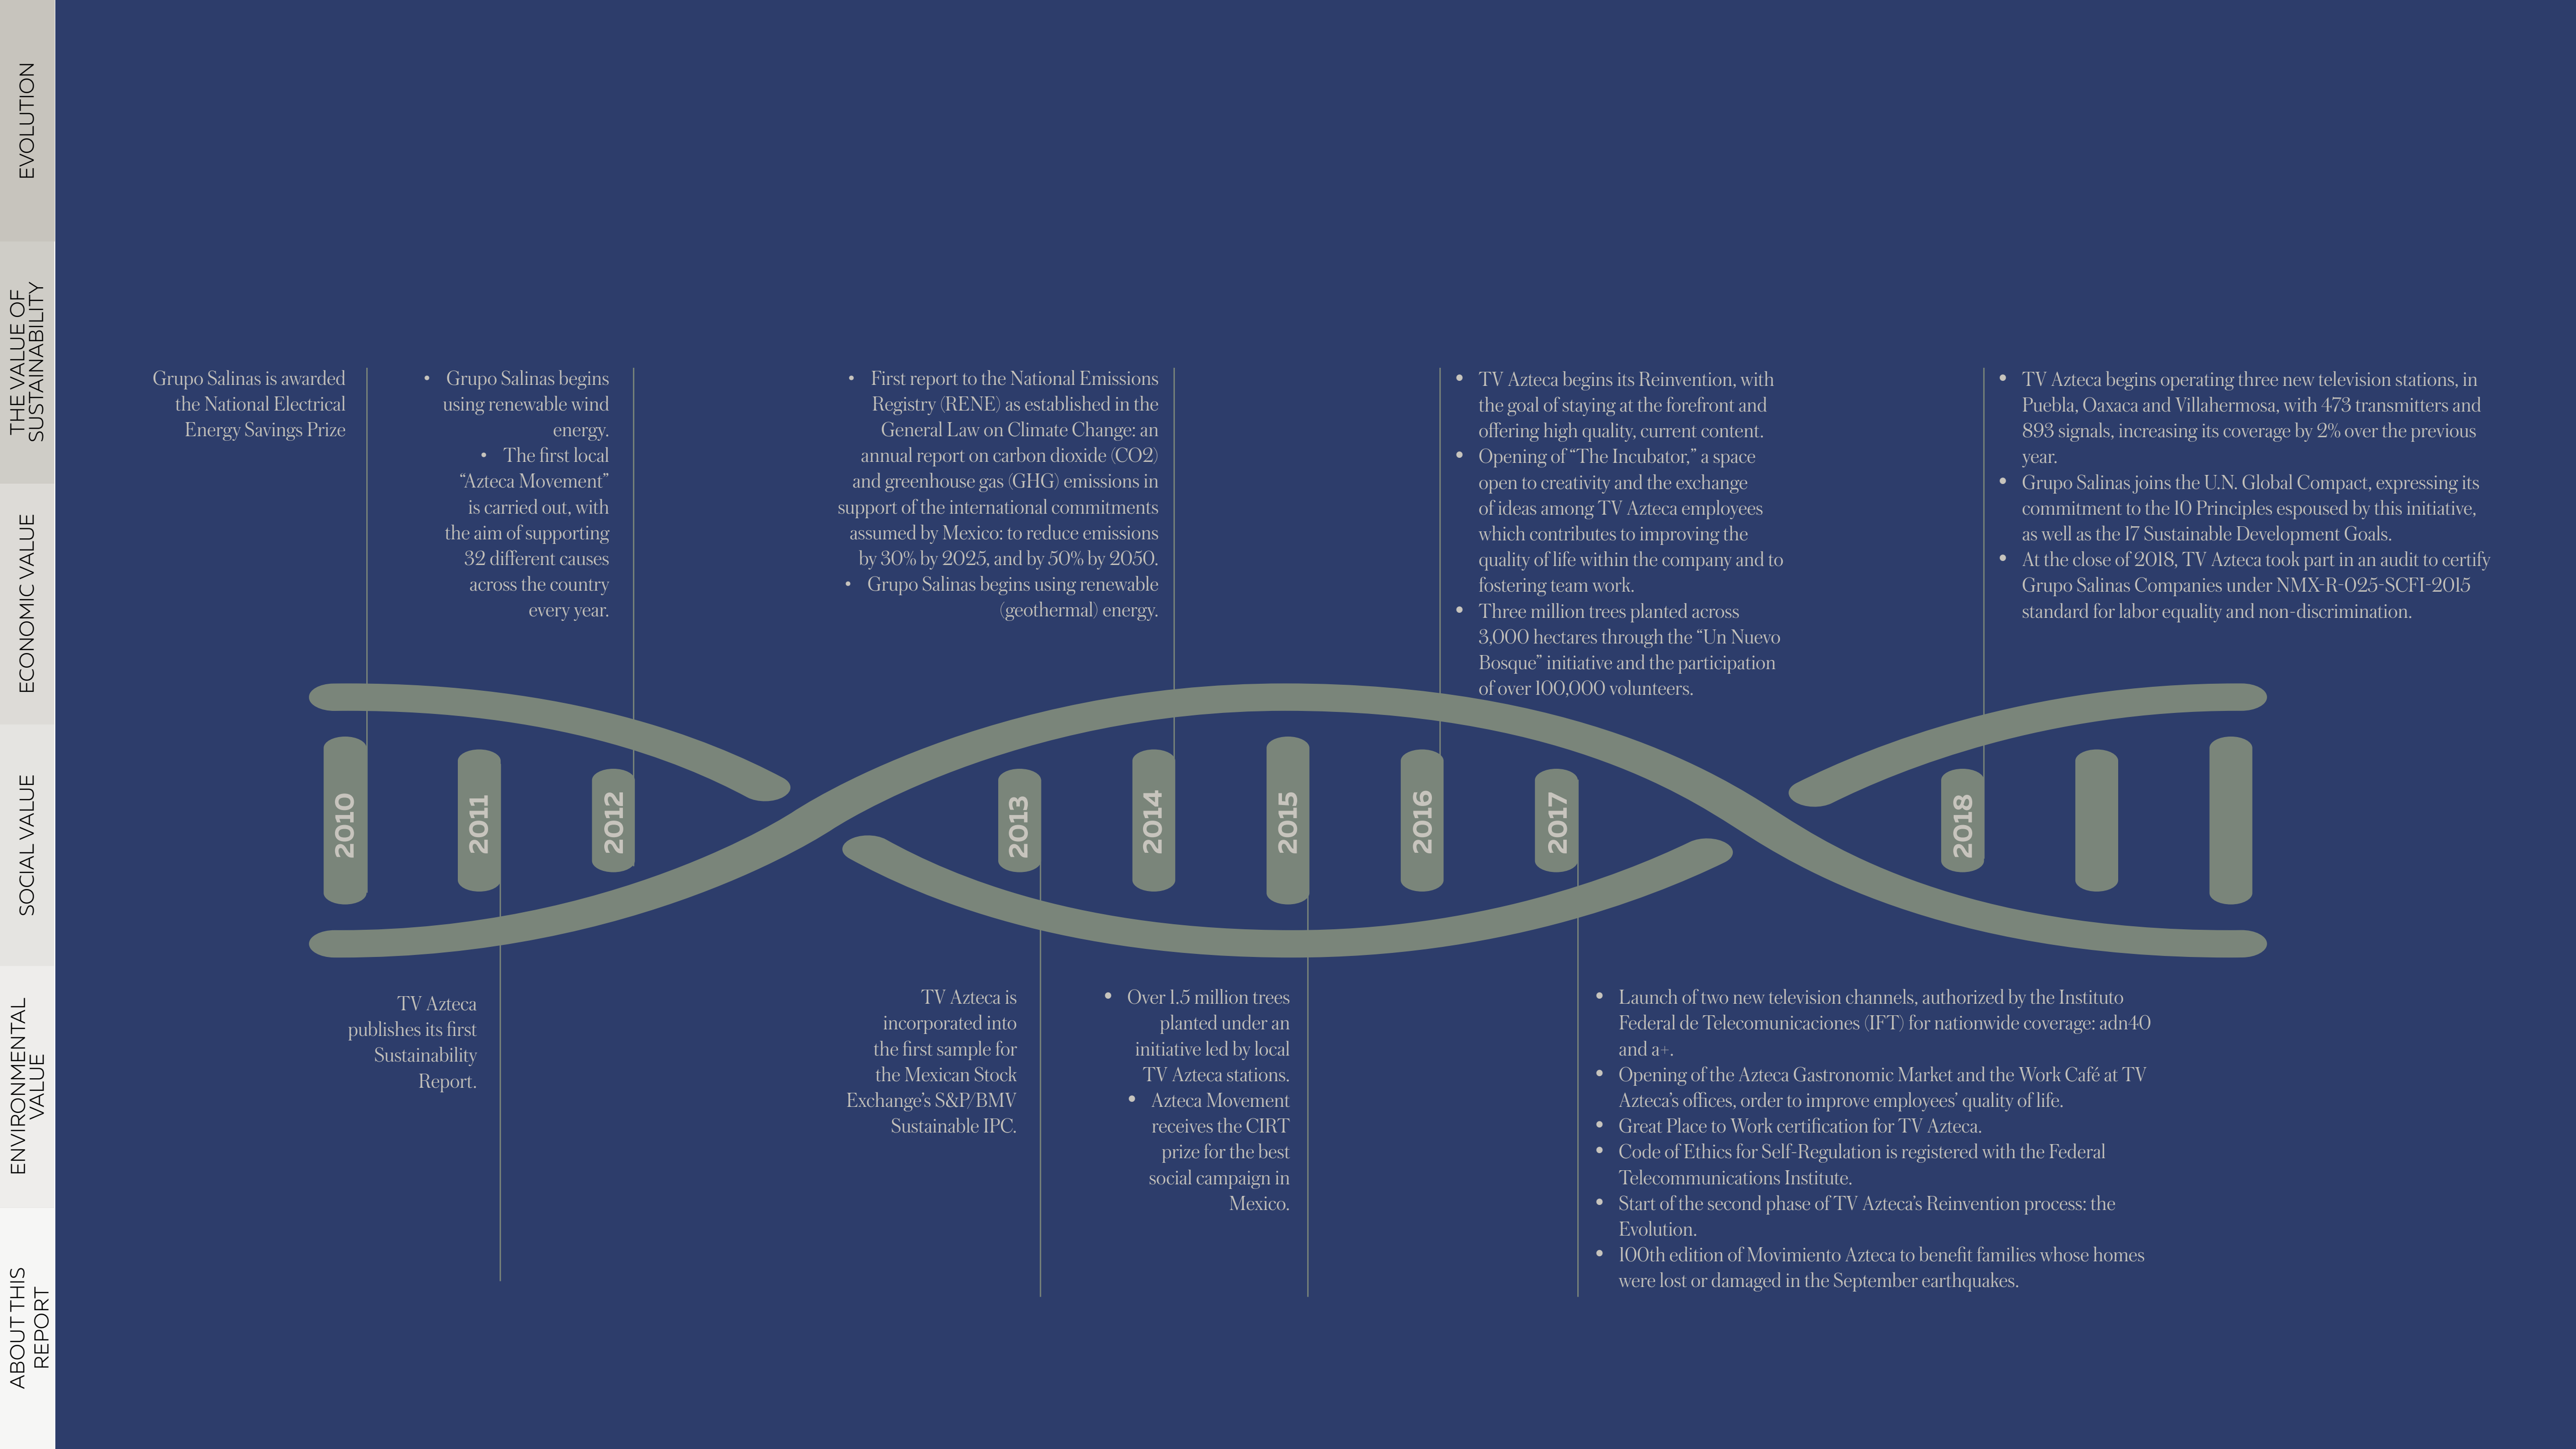 EVOLUTION
THE VALUE OF
SUSTAINABILITY
ECONOMIC VALUE
SOCIAL VALUE
ENVIRONMENTAL
VALUE
ABOUT THIS
REPORT
Grupo Salinas is awarded
the National Electrical
Energy Savings Prize
• Grupo Salinas begins
using renewable wind
energy.
• The first local
“Azteca Movement”
is carried out, with
the aim of supporting
32 different causes
across the country
every year.
• First report to the National Emissions
Registry (RENE) as established in the
General Law on Climate Change: an
annual report on carbon dioxide (CO2)
and greenhouse gas (GHG) emissions in
support of the international commitments
assumed by Mexico: to reduce emissions
by 30% by 2025, and by 50% by 2050.
• Grupo Salinas begins using renewable
(geothermal) energy.
• TV Azteca begins its Reinvention, with
the goal of staying at the forefront and
offering high quality, current content.
• Opening of “The Incubator,” a space
open to creativity and the exchange
of ideas among TV Azteca employees
which contributes to improving the
quality of life within the company and to
fostering team work.
• Three million trees planted across
3,000 hectares through the “Un Nuevo
Bosque” initiative and the participation
of over 100,000 volunteers.
• TV Azteca begins operating three new television stations, in
Puebla, Oaxaca and Villahermosa, with 473 transmitters and
893 signals, increasing its coverage by 2% over the previous
year.
• Grupo Salinas joins the U.N. Global Compact, expressing its
commitment to the 10 Principles espoused by this initiative,
as well as the 17 Sustainable Development Goals.
• At the close of 2018, TV Azteca took part in an audit to certify
Grupo Salinas Companies under NMX-R-025-SCFI-2015
standard for labor equality and non-discrimination.
2010
2011
2012
2013
2014
2015
2016
2017
2018
TV Azteca
publishes its first
Sustainability
Report.
TV Azteca is
incorporated into
the first sample for
the Mexican Stock
Exchange’s S&P/BMV
Sustainable IPC.
• Over 1.5 million trees
planted under an
initiative led by local
TV Azteca stations.
• Azteca Movement
receives the CIRT
prize for the best
social campaign in
Mexico.
• Launch of two new television channels, authorized by the Instituto
Federal de Telecomunicaciones (IFT) for nationwide coverage: adn40
and a+.
• Opening of the Azteca Gastronomic Market and the Work Café at TV
Azteca’s offices, order to improve employees’ quality of life.
• Great Place to Work certification for TV Azteca.
• Code of Ethics for Self-Regulation is registered with the Federal
Telecommunications Institute.
• Start of the second phase of TV Azteca’s Reinvention process: the
Evolution.
• 100th edition of Movimiento Azteca to benefit families whose homes
were lost or damaged in the September earthquakes.